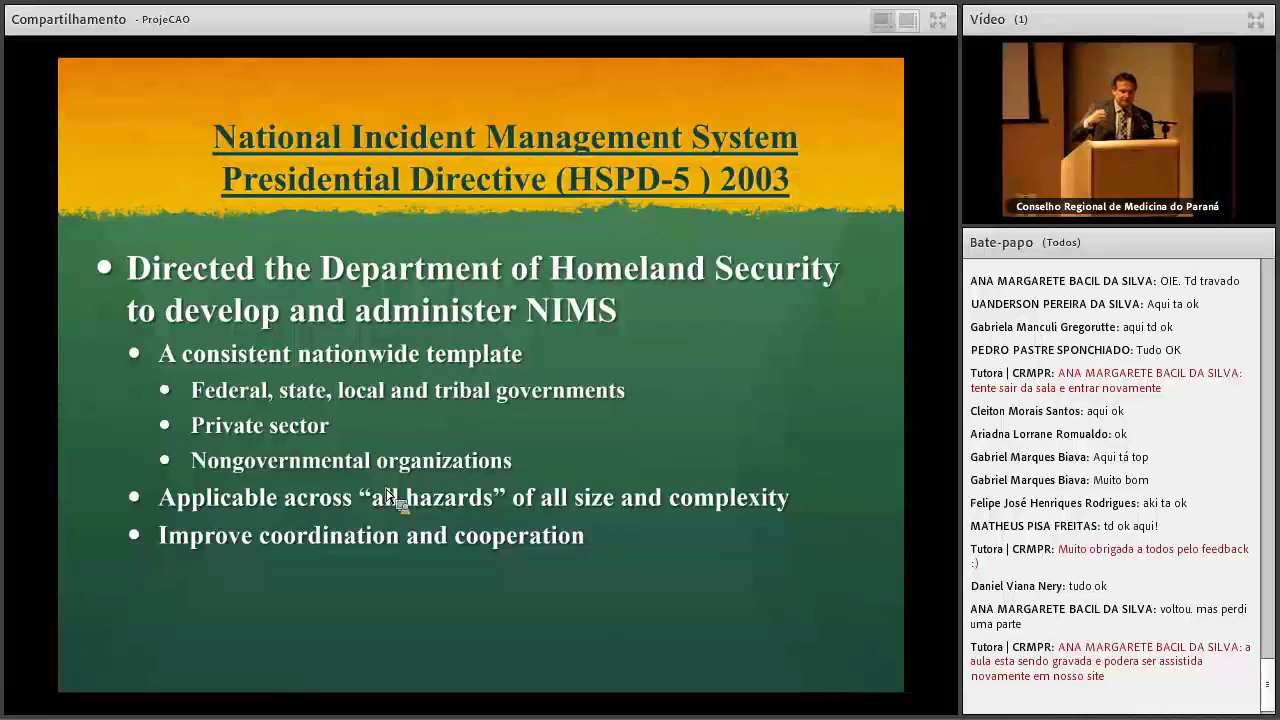 Compartilhamento - ProjeCAO
National Incident Management System
Presidential Directive (HSPD-5 ) 2003
Directed the Department of Homeland Security
to develop and administer NIMS
A consistent nationwide template
Federal, state, local and tribal governments
Private sector
Nongovernmental organizations
Applicable across “all hazards” of all size and complexity
Improve coordination and cooperation
Vídeo (1)
Conselho Regional de Medicina do Paraná
Bate-papo (Todos)
ANA MARGARETE BACIL DA SILVA: OIE. Td travado
UANDERSON PEREIRA DA SILVA: Aqui ta ok
Gabriela Manculi Gregorutte: aqui td ok
PEDRO PASTRE SPONCHIADO: Tudo OK
Tutora | CRMPR: ANA MARGARETE BACIL DA SILVA:
tente sair da sala e entrar novamente
Cleiton Morais Santos: aqui ok
Ariadna Lorrane Romualdo: ok
Gabriel Marques Biava: Aqui tá top
Gabriel Marques Biava: Muito bom
Felipe José Henriques Rodrigues: aki ta ok
MATHEUS PISA FREITAS: td ok aqui!
Tutora | CRMPR: Muito obrigada a todos pelo feedback
:)
Daniel Viana Nery: tudo ok
ANA MARGARETE BACIL DA SILVA: voltou. mas perdi
uma parte
Tutora | CRMPR: ANA MARGARETE BACIL DA SILVA: a
aula esta sendo gravada e podera ser assistida
novamente em nosso site